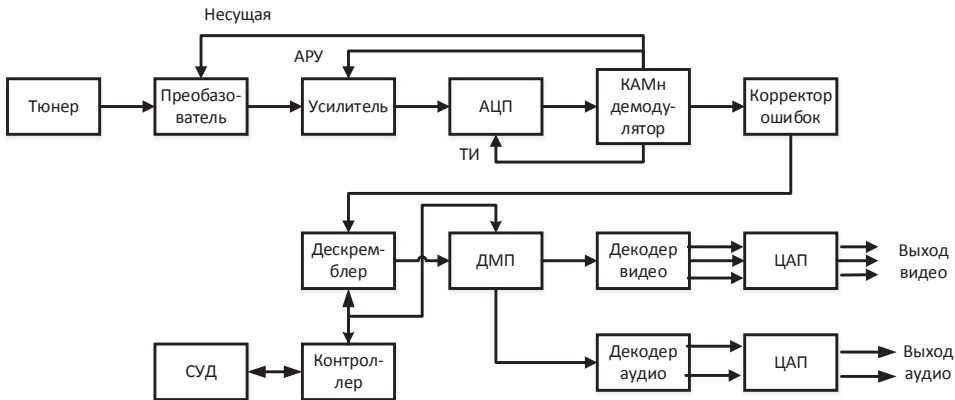 Несущая
АРУ
Тюнер
Преобазо-
ватель
Усилитель
АЦП
КАМн
демоду-
лятор
Корректор
ошибок
ТИ
Дескрем-
блер
ДМП
Декодер
видео
ЦАП
Выход
видео
СУД
Контрол-
лер
Декодер
аудио
ЦАП
Выход
аудио